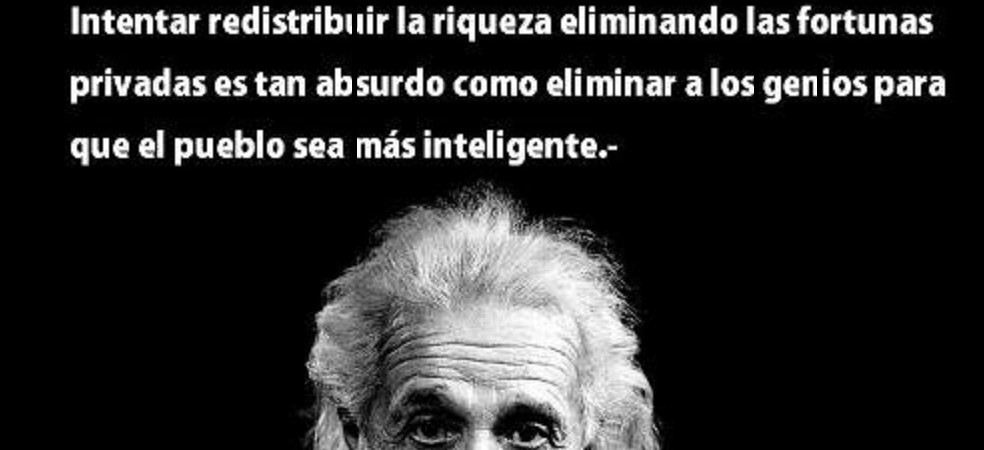 Intentar redistribuir la riqueza eliminando las fortunas
privadas es tan absurdo como eliminar a los genios para
que el pueblo sea más inteligente.-